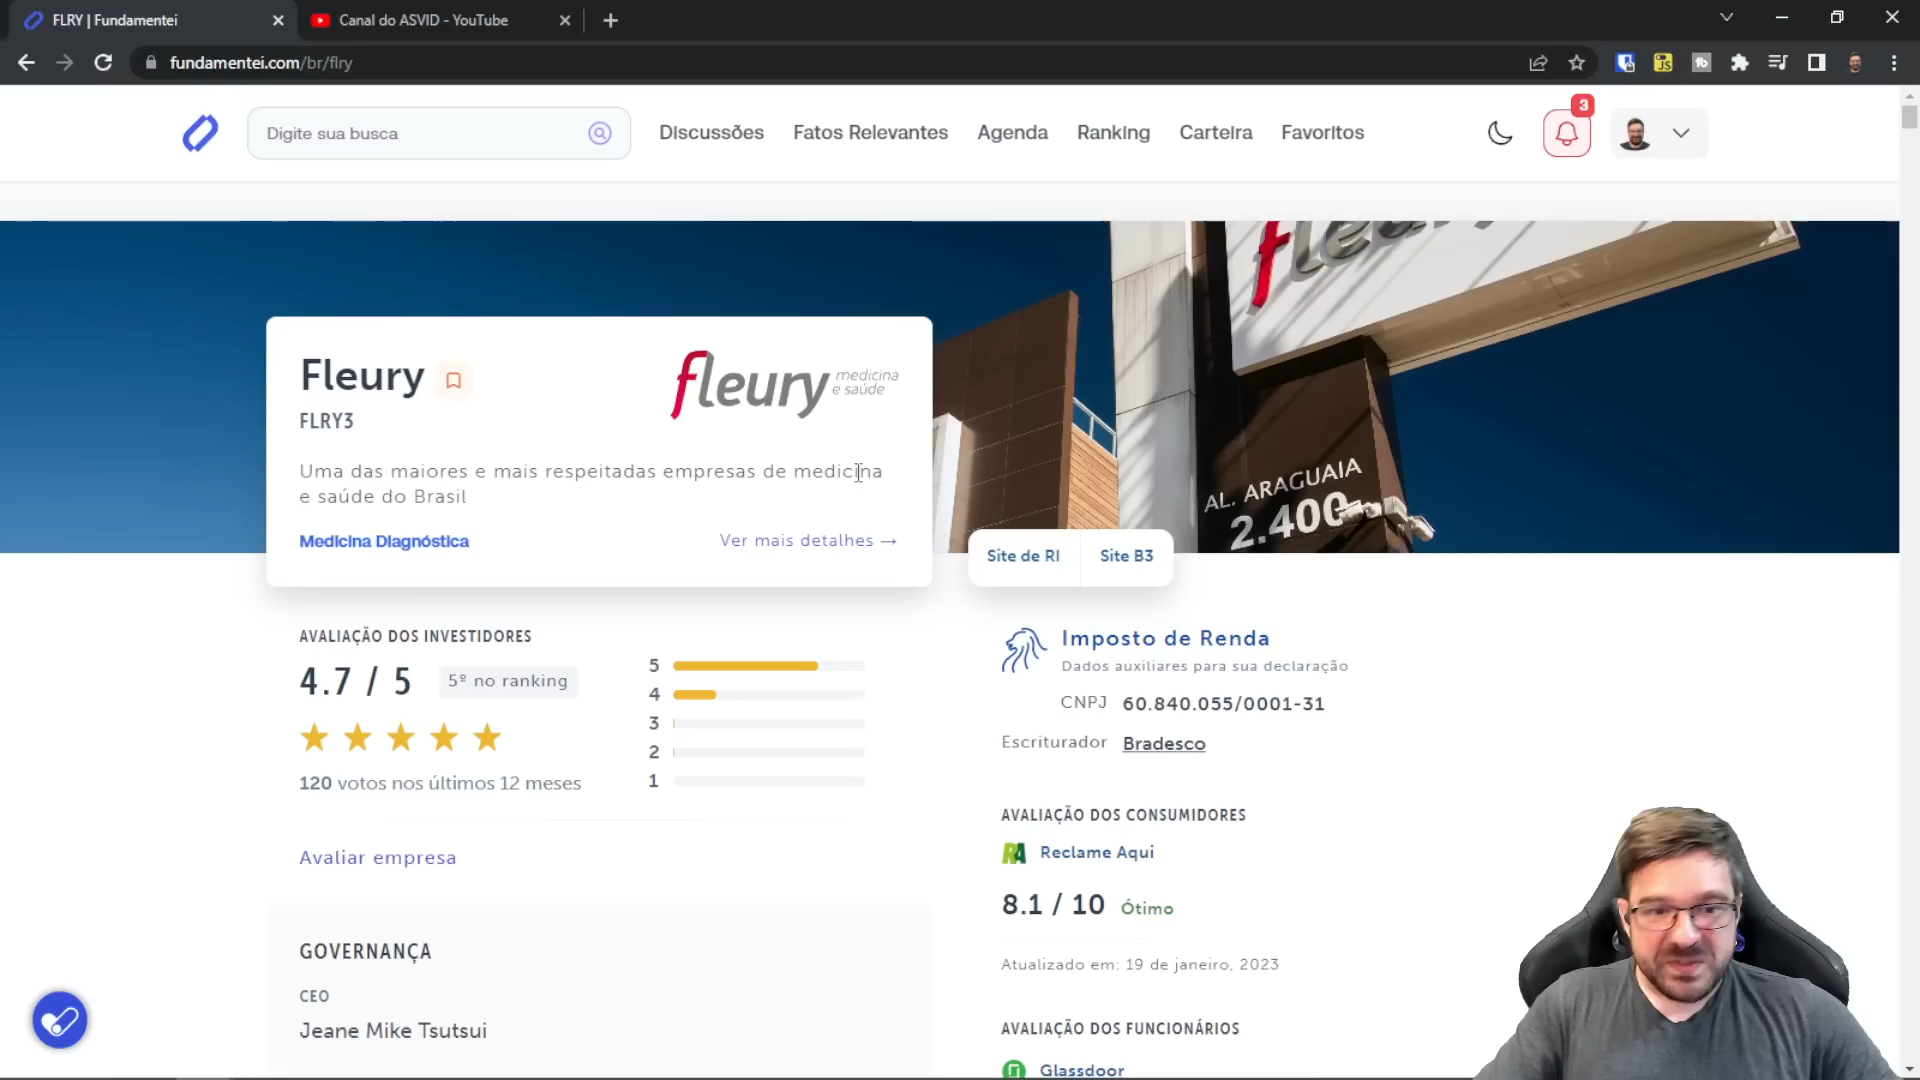 FLRY | Fundamentei
Canal do ASVID - YouTube
fundamentei.com/br/flry
Digite sua busca
Discussões
Fatos Relevantes
Agenda
Ranking
Carteira
Favoritos
3
fleury
AL. ARAGUAIA
2.400
Fleury
fleury medicina e saúde
FLRY3
Uma das maiores e mais respeitadas empresas de medicina
e saúde do Brasil
Medicina Diagnóstica
Ver mais detalhes →
Site de RI
Site B3
AVALIAÇÃO DOS INVESTIDORES
4.7 / 5
5º no ranking
120 votos nos últimos 12 meses
5
4
3
2
1
Avaliar empresa
GOVERNANÇA
CEO
Jeane Mike Tsutsui
Imposto de Renda
Dados auxiliares para sua declaração
CNPJ 60.840.055/0001-31
Escriturador Bradesco
AVALIAÇÃO DOS CONSUMIDORES
RA Reclame Aqui
8.1 / 10 Ótimo
Atualizado em: 19 de janeiro, 2023
AVALIAÇÃO DOS FUNCIONÁRIOS
Glassdoor